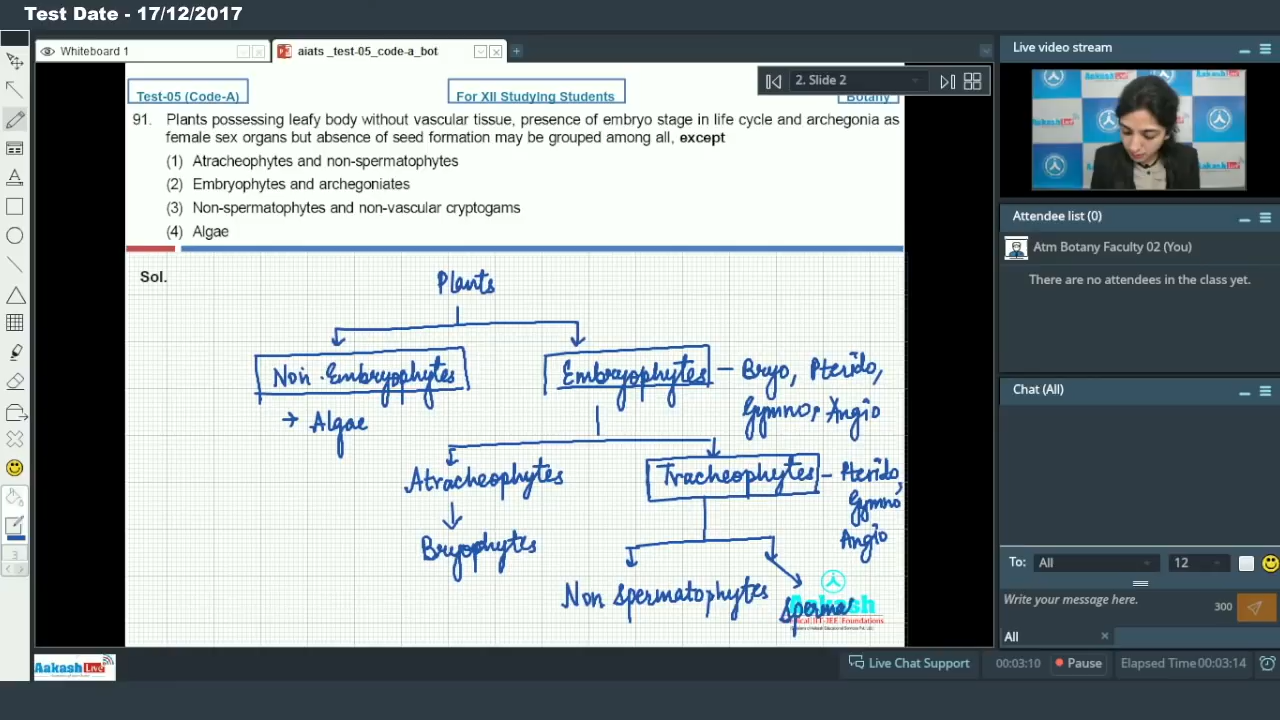 Test Date - 17/12/2017
Whiteboard 1
aiats _test-05_code-a_bot
Live video stream
2. Slide 2
Test-05 (Code-A)
For XII Studying Students
Botany
91. Plants possessing leafy body without vascular tissue, presence of embryo stage in life cycle and archegonia as
female sex organs but absence of seed formation may be grouped among all, except
(1) Atracheophytes and non-spermatophytes
(2) Embryophytes and archegoniates
(3) Non-spermatophytes and non-vascular cryptogams
(4) Algae
Sol.
Plants
Non-Embryophytes
Embryophytes - Bryo, Pterido,
Gymno, Angio
→ Algae
Atracheophytes
Tracheophytes - Pterido,
Gymno,
Angio
Bryophytes
Non Spermatophytes
Sperma
Aakash
Attendee list (0)
Atm Botany Faculty 02 (You)
There are no attendees in the class yet.
Chat (All)
To: All 12
Write your message here.
300
All
3
Aakash Live
Live Chat Support
00:03:10
Pause
Elapsed Time 00:03:14